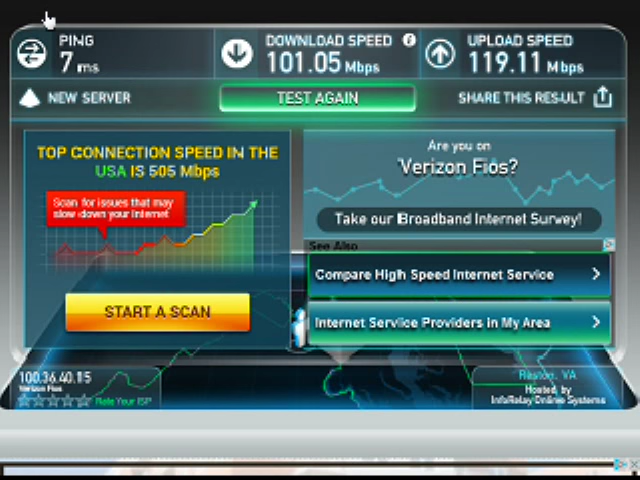 PING
7 ms
DOWNLOAD SPEED
101.05 Mbps
UPLOAD SPEED
119.11 Mbps
NEW SERVER
TEST AGAIN
SHARE THIS RESULT
TOP CONNECTION SPEED IN THE
USA IS 505 Mbps
Scan for issues that may
slow down your Internet
START A SCAN
Are you on
Verizon Fios?
Take our Broadband Internet Survey!
See Also
Compare High Speed Internet Service
Internet Service Providers in My Area
100.36.40.15
Verizon Fios
Rate Your ISP
Reston, VA
Hosted by
InfoRelay Online Systems